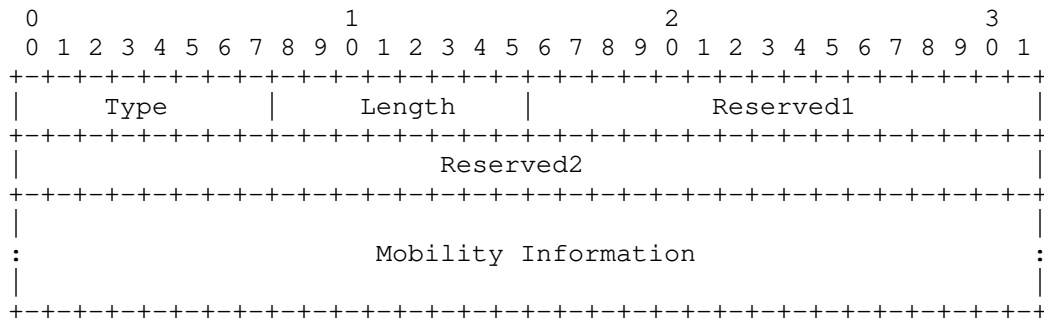 0                   1                   2                   3
 0 1 2 3 4 5 6 7 8 9 0 1 2 3 4 5 6 7 8 9 0 1 2 3 4 5 6 7 8 9 0 1
+-+-+-+-+-+-+-+-+-+-+-+-+-+-+-+-+-+-+-+-+-+-+-+-+-+-+-+-+-+-+-+-+
|     Type      |     Length    |           Reserved1           |
+-+-+-+-+-+-+-+-+-+-+-+-+-+-+-+-+-+-+-+-+-+-+-+-+-+-+-+-+-+-+-+-+
|                          Reserved2                            |
+-+-+-+-+-+-+-+-+-+-+-+-+-+-+-+-+-+-+-+-+-+-+-+-+-+-+-+-+-+-+-+-+
|                                                               |
:                      Mobility Information                     :
|                                                               |
+-+-+-+-+-+-+-+-+-+-+-+-+-+-+-+-+-+-+-+-+-+-+-+-+-+-+-+-+-+-+-+-+